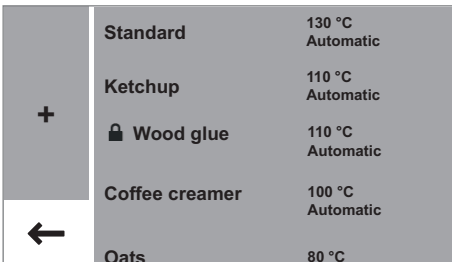 Standard 130 °C
Automatic
Ketchup 110 °C
Automatic
+
Wood glue 110 °C
Automatic
Coffee creamer 100 °C
Automatic
Oats 80 °C